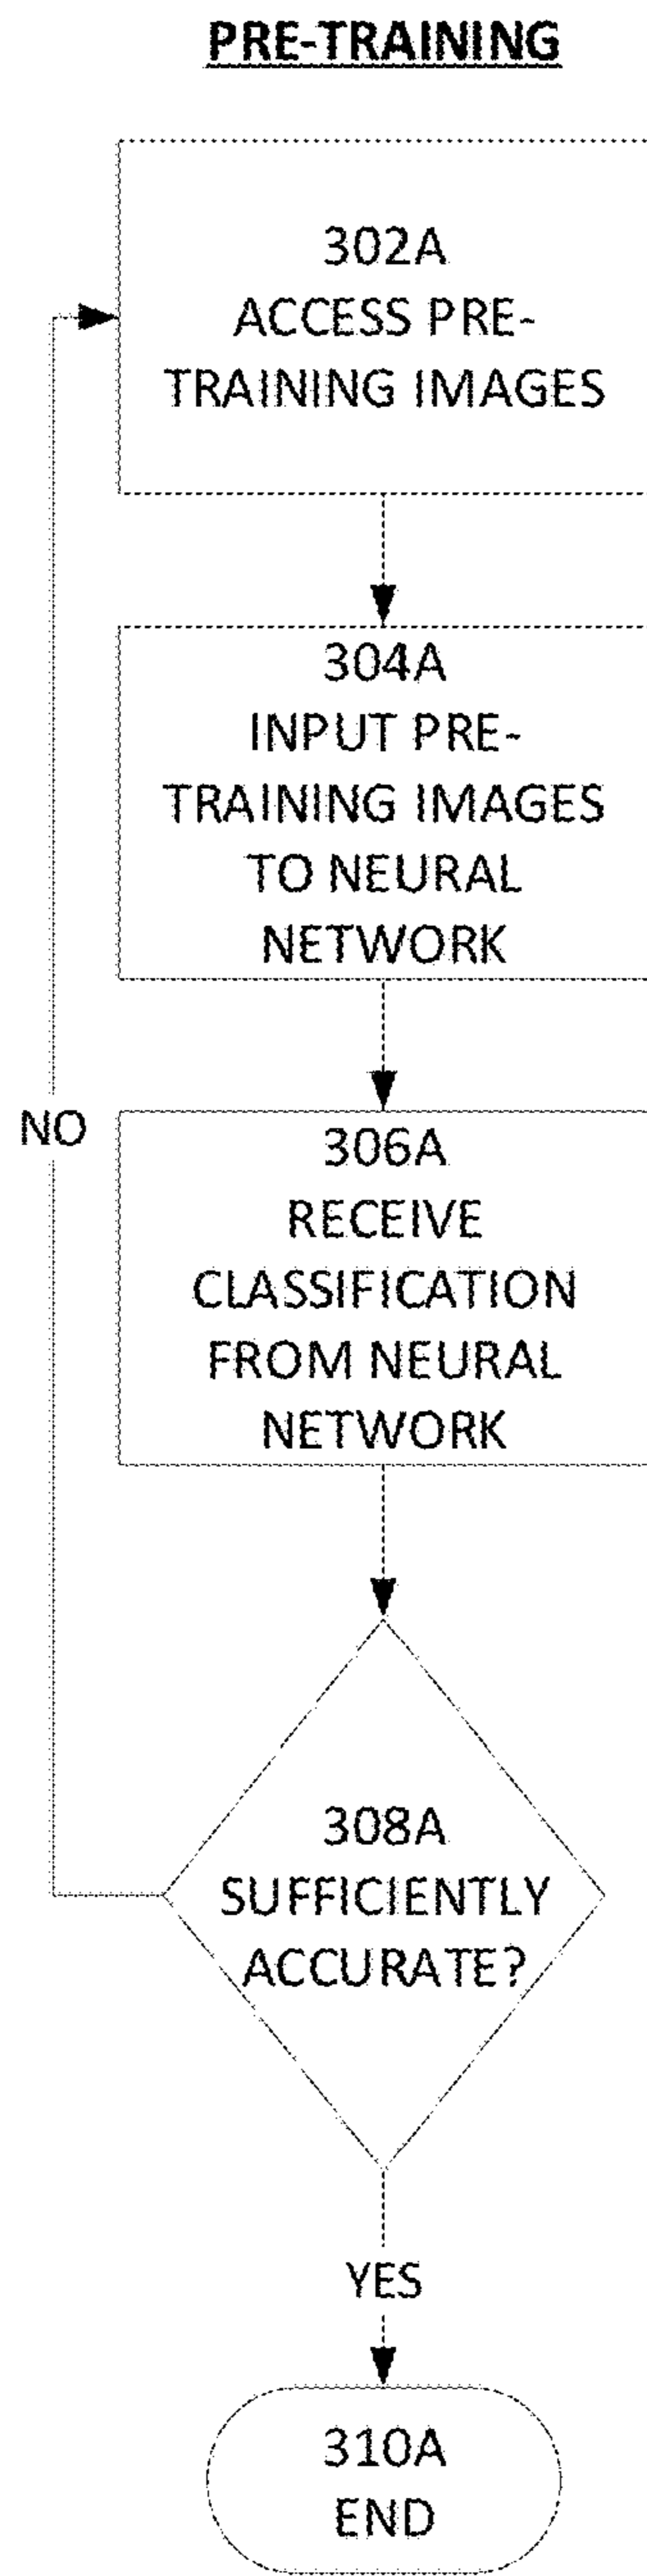 PRE-TRAINING
302A
ACCESS PRE-
TRAINING IMAGES
304A
INPUT PRE-
TRAINING IMAGES
TO NEURAL
NETWORK
NO
306A
RECEIVE
CLASSIFICATION
FROM NEURAL
NETWORK
308A
SUFFICIENTLY
ACCURATE?
YES
310A
END